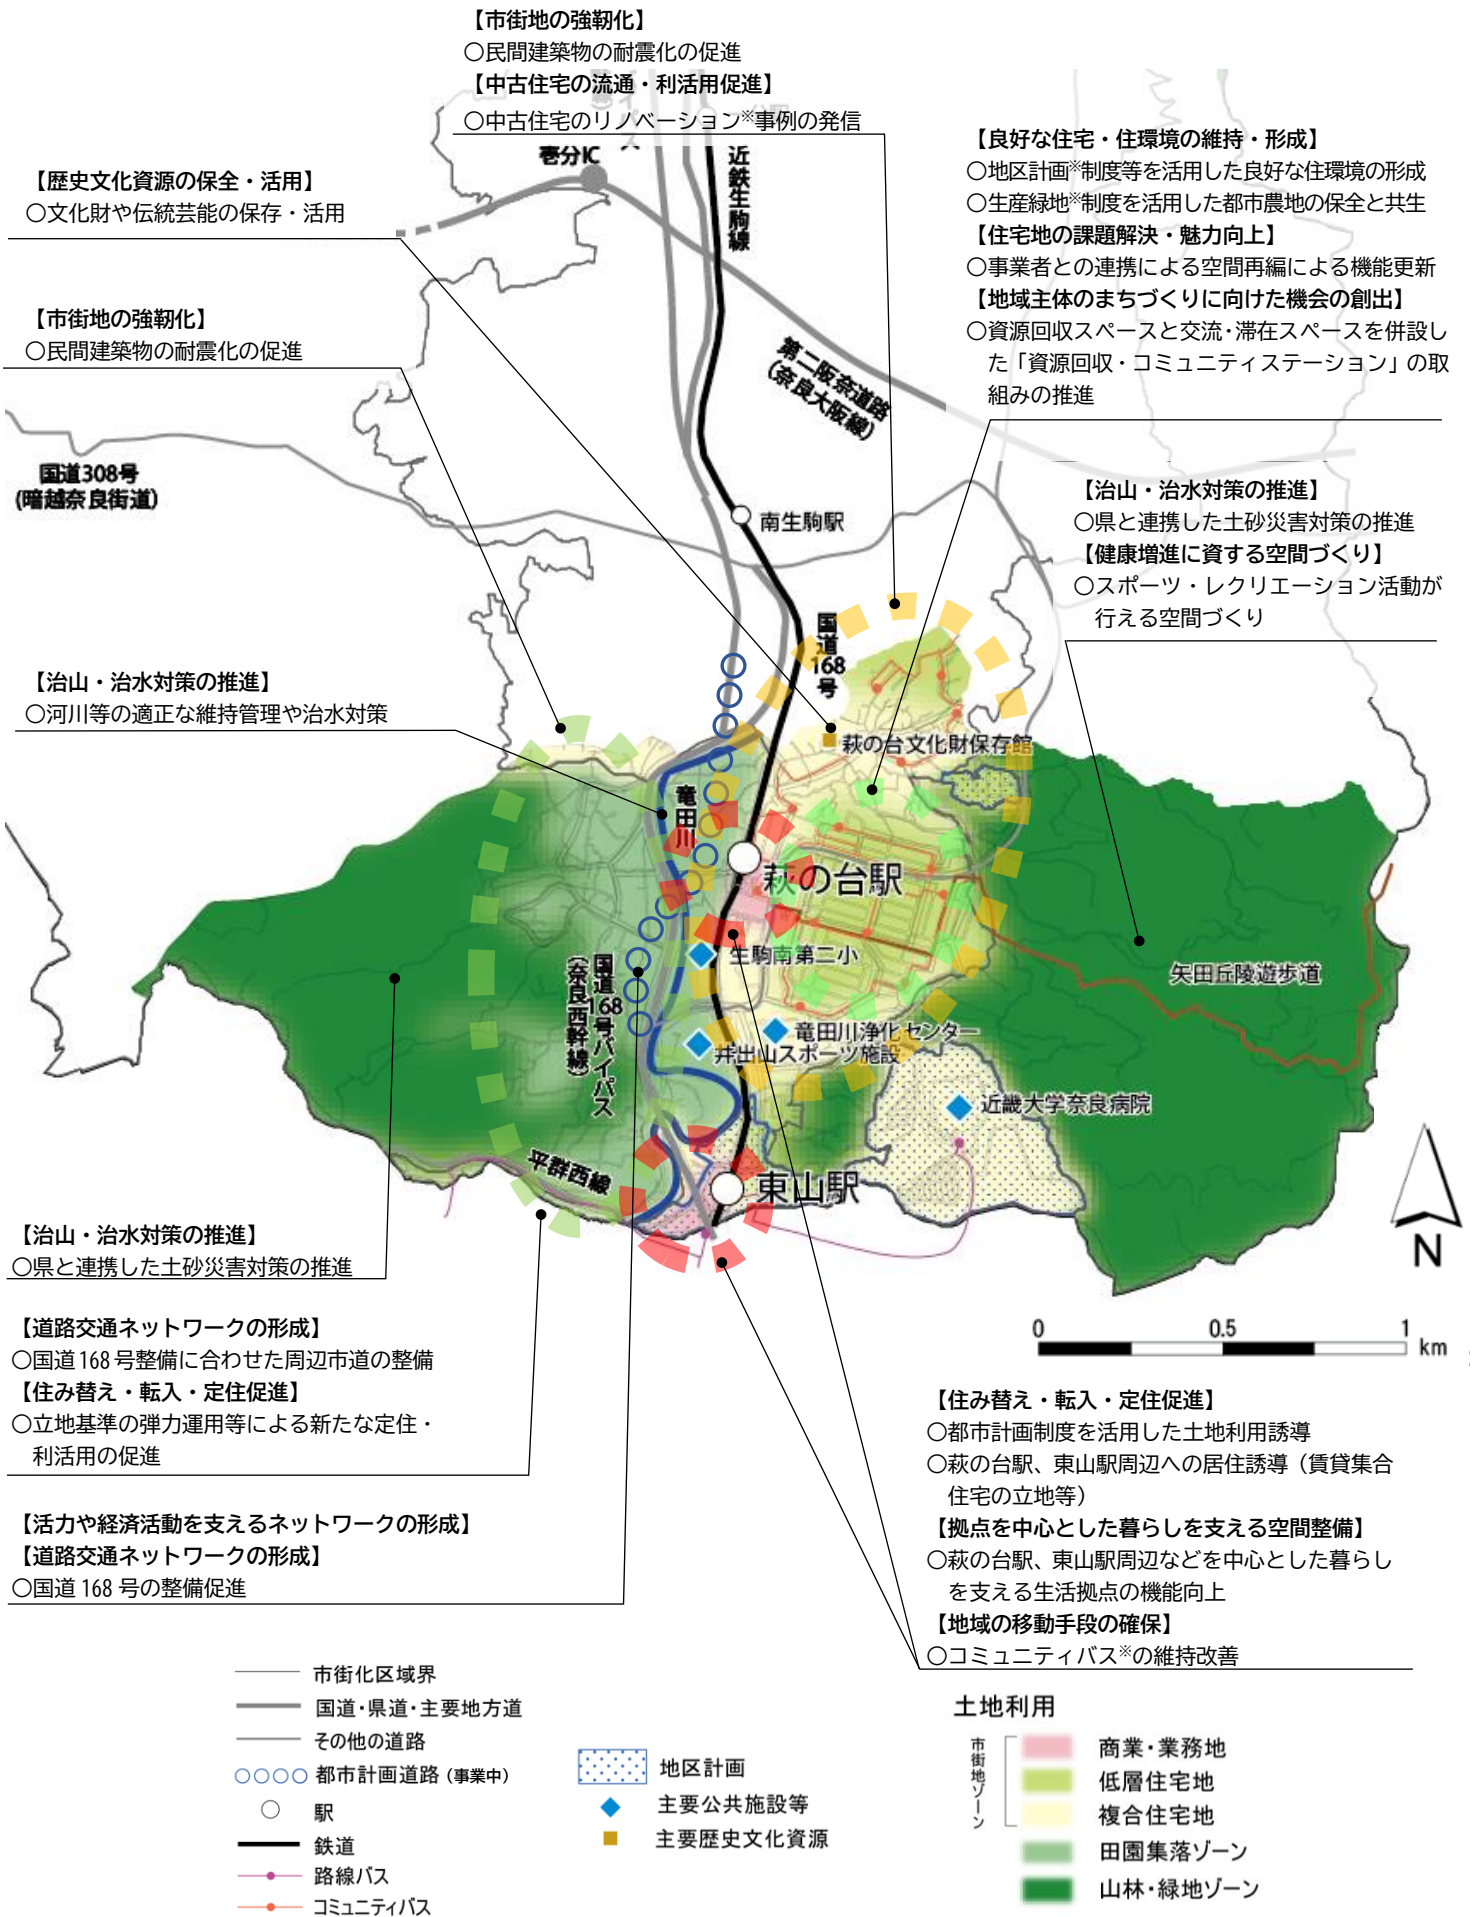 【市街地の強靭化】
○民間建築物の耐震化の促進
【中古住宅の流通・利活用促進】
○中古住宅のリノベーション※事例の発信
【歴史文化資源の保全・活用】
○文化財や伝統芸能の保存・活用
【市街地の強靭化】
○民間建築物の耐震化の促進
【良好な住宅・住環境の維持・形成】
○地区計画※制度等を活用した良好な住環境の形成
○生産緑地※制度を活用した都市農地の保全と共生
【住宅地の課題解決・魅力向上】
○事業者との連携による空間再編による機能更新
【地域主体のまちづくりに向けた機会の創出】
○資源回収スペースと交流・滞在スペースを併設し
た「資源回収・コミュニティステーション」の取
組みの推進
【治山・治水対策の推進】
○県と連携した土砂災害対策の推進
【健康増進に資する空間づくり】
○スポーツ・レクリエーション活動が
行える空間づくり
【治山・治水対策の推進】
○河川等の適正な維持管理や治水対策
壱分IC
近鉄生駒線
第二阪奈道路
(奈良大阪線)
国道308号
(暗越奈良街道)
南生駒駅
国道168号
萩の台文化財保存館
竜田川
萩の台駅
生駒南第二小
国道168号バイパス
(奈良西幹線)
竜田川浄化センター
井出山スポーツ施設
矢田丘陵遊歩道
近畿大学奈良病院
平群西線
東山駅
N
0 0.5 1
km
【治山・治水対策の推進】
○県と連携した土砂災害対策の推進
【道路交通ネットワークの形成】
○国道168号整備に合わせた周辺市道の整備
【住み替え・転入・定住促進】
○立地基準の弾力運用等による新たな定住・
利活用の促進
【活力や経済活動を支えるネットワークの形成】
【道路交通ネットワークの形成】
○国道168号の整備促進
【住み替え・転入・定住促進】
○都市計画制度を活用した土地利用誘導
○萩の台駅、東山駅周辺への居住誘導（賃貸集合
住宅の立地等）
【拠点を中心とした暮らしを支える空間整備】
○萩の台駅、東山駅周辺などを中心とした暮らし
を支える生活拠点の機能向上
【地域の移動手段の確保】
○コミュニティバス※の維持改善
市街化区域界
国道・県道・主要地方道
その他の道路
都市計画道路（事業中）
駅
鉄道
路線バス
コミュニティバス
地区計画
主要公共施設等
主要歴史文化資源
土地利用
市街地ゾーン
商業・業務地
低層住宅地
複合住宅地
田園集落ゾーン
山林・緑地ゾーン